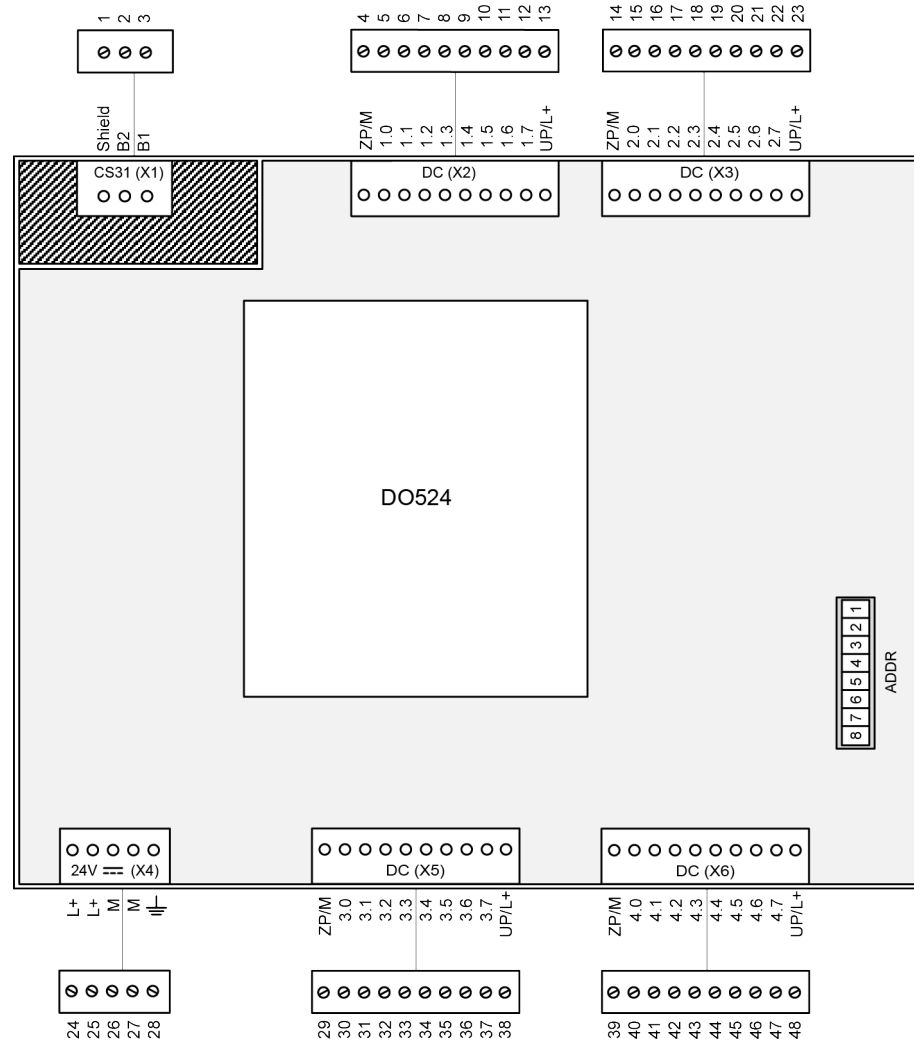 1 2 3
4 5 6 7 8 9 10 11 12 13
14 15 16 17 18 19 20 21 22 23
Shield B2 B1
ZP/M 1.0 1.1 1.2 1.3 1.4 1.5 1.6 1.7 UP/L+
ZP/M 2.0 2.1 2.2 2.3 2.4 2.5 2.6 2.7 UP/L+
CS31 (X1)
DC (X2)
DC (X3)
DO524
1 2 3 4 5 6 7 8
ADDR
24V (X4)
DC (X5)
DC (X6)
L+ L+ M M
ZP/M 3.0 3.1 3.2 3.3 3.4 3.5 3.6 3.7 UP/L+
ZP/M 4.0 4.1 4.2 4.3 4.4 4.5 4.6 4.7 UP/L+
24 25 26 27 28
29 30 31 32 33 34 35 36 37 38
39 40 41 42 43 44 45 46 47 48